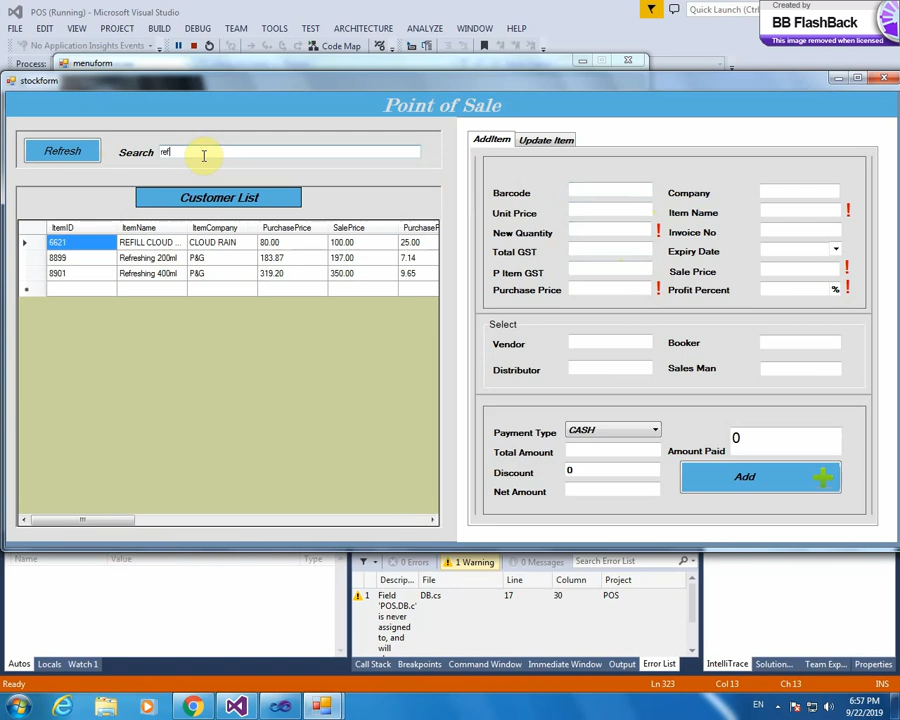 POS (Running) - Microsoft Visual Studio
Quick Launch (Ctrl+Q)
Created by
BB FlashBack
This image removed when licensed
FILE EDIT VIEW PROJECT BUILD DEBUG TEAM TOOLS TEST ARCHITECTURE ANALYZE WINDOW HELP
No Application Insights Events
Code Map
Process:
menuform
stockform
Point of Sale
Refresh
Search
ref
Customer List
ItemID ItemName ItemCompany PurchasePrice SalePrice PurchaseF
6621 REFILL CLOUD ... CLOUD RAIN 80.00 100.00 25.00
8899 Refreshing 200ml P&G 183.87 197.00 7.14
8901 Refreshing 400ml P&G 319.20 350.00 9.65
AddItem Update Item
Barcode Company
Unit Price Item Name !
New Quantity ! Invoice No
Total GST Expiry Date
P Item GST Sale Price !
Purchase Price ! Profit Percent % !
Select
Vendor Booker
Distributor Sales Man
Payment Type CASH
Total Amount Amount Paid 0
Discount 0
Net Amount
Add
Name Value Type
0 Errors 1 Warning 0 Messages Search Error List
Descrip... File Line Column Project
1 Field DB.cs 17 30 POS
'POS.DB.c'
is never
assigned
to, and
will
Autos Locals Watch 1
Call Stack Breakpoints Command Window Immediate Window Output Error List
IntelliTrace Solution... Team Exp... Properties
Ready
Ln 323 Col 13 Ch 13 INS
EN
6:57 PM
9/22/2019